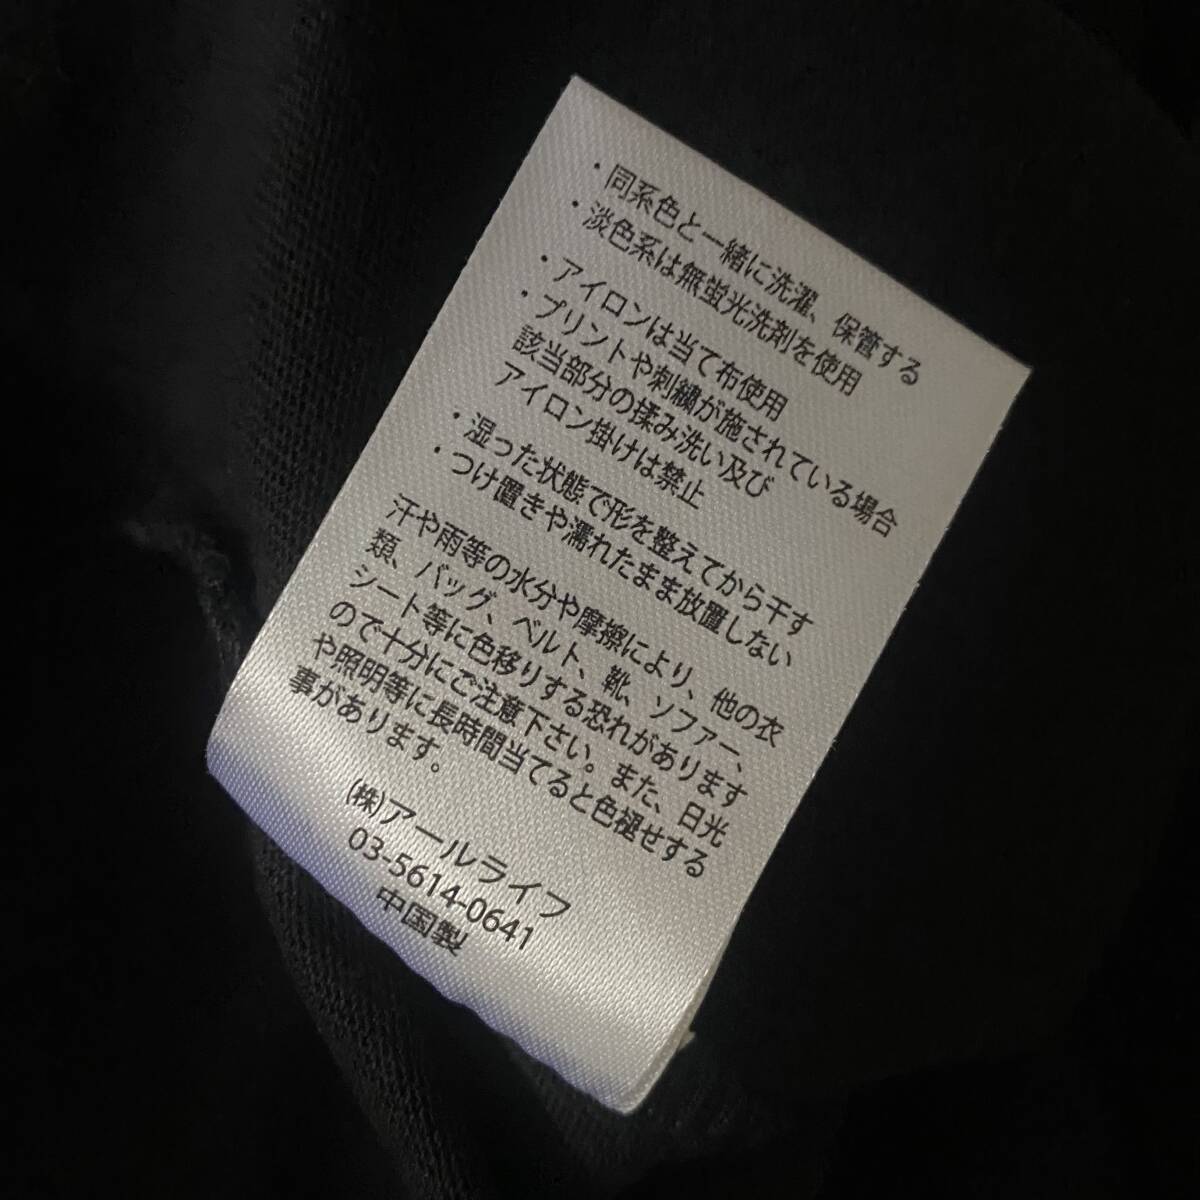 ・同系色と一緒に洗濯、保管する
・淡色系は無蛍光洗剤を使用
・アイロンは当て布使用
・プリントや刺繍が施されている場合
該当部分の揉み洗い及び
アイロン掛けは禁止
・湿った状態で形を整えてから干す
・つけ置きや濡れたまま放置しない
汗や雨等の水分や摩擦により、他の衣
類、バッグ、ベルト、靴、ソファー、
シート等に色移りする恐れがあります
ので十分にご注意下さい。また、日光
や照明等に長時間当てると色褪せする
事があります。
(株)アールライフ
03-5614-0641
中国製